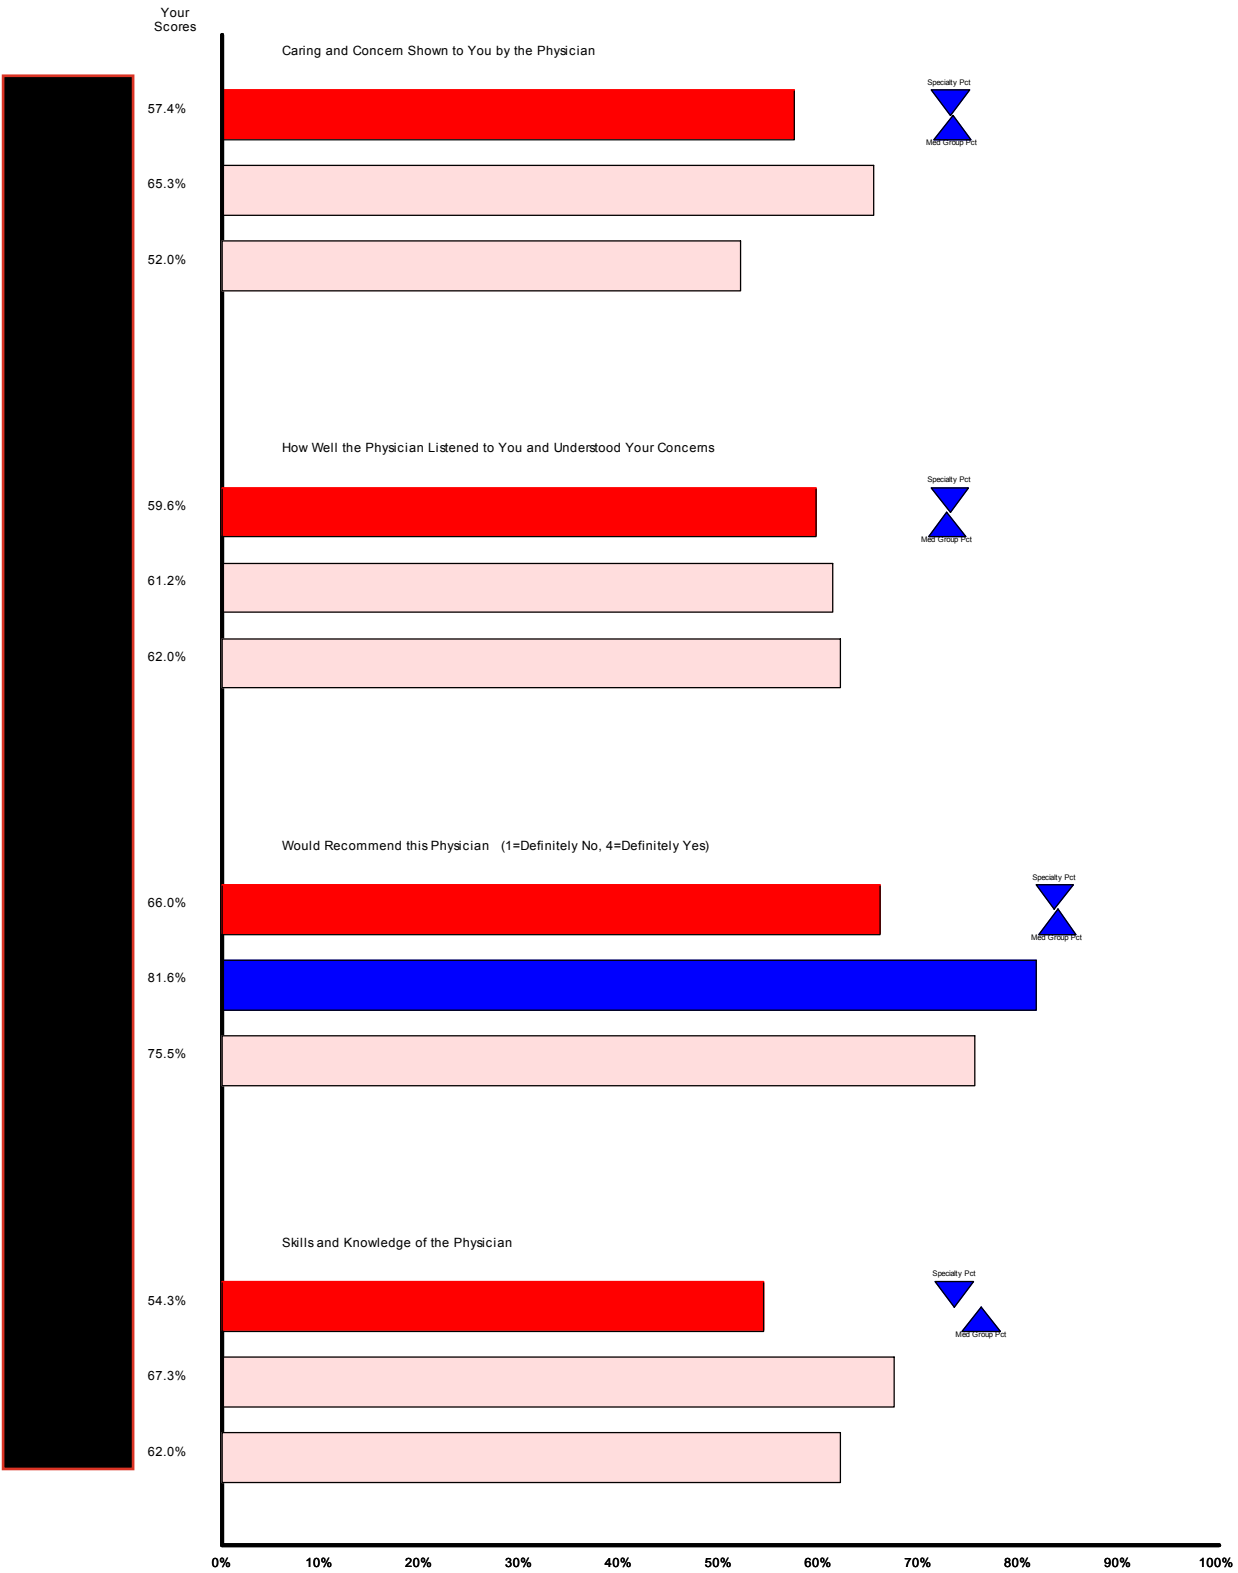 Your
Scores
Caring and Concern Shown to You by the Physician
Specialty Pct
57.4%
Med Group Pct
65.3%
52.0%
How Well the Physician Listened to You and Understood Your Concerns
Specialty Pct
59.6%
Med Group Pct
61.2%
62.0%
Would Recommend this Physician (1=Definitely No, 4=Definitely Yes)
Specialty Pct
66.0%
Med Group Pct
81.6%
75.5%
Skills and Knowledge of the Physician
Specialty Pct
54.3%
Med Group Pct
67.3%
62.0%
0% 10% 20% 30% 40% 50% 60% 70% 80% 90% 100%